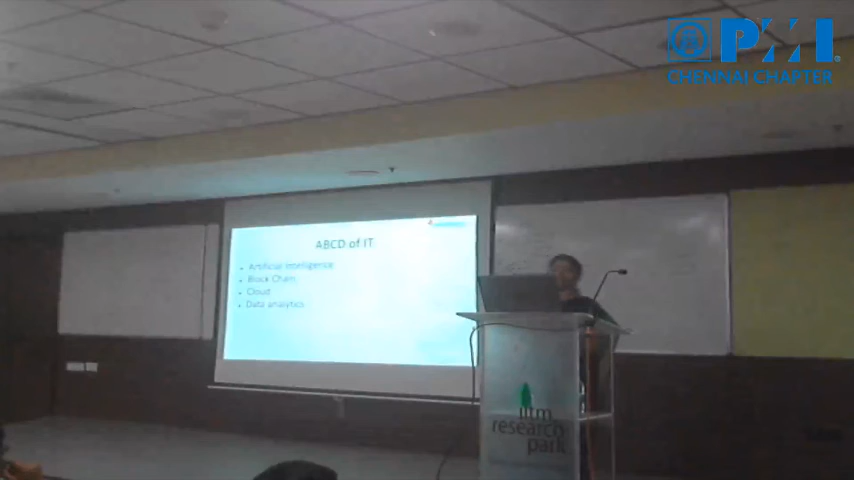 PMI
CHENNAI CHAPTER
ABCD of IT
• Artificial Intelligence
• Block Chain
• Cloud
• Data analytics
iitm
research
park